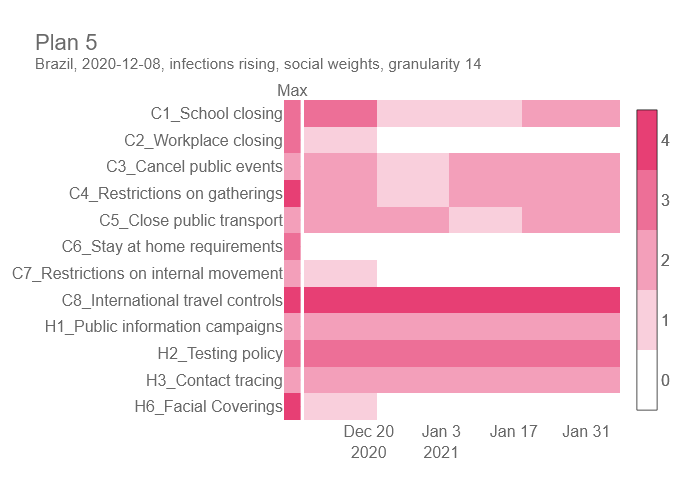 Plan 5
Brazil, 2020-12-08, infections rising, social weights, granularity 14
Max
C1_School closing
C2_Workplace closing
C3_Cancel public events
C4_Restrictions on gatherings
C5_Close public transport
C6_Stay at home requirements
C7_Restrictions on internal movement
C8_International travel controls
H1_Public information campaigns
H2_Testing policy
H3_Contact tracing
H6_Facial Coverings
4
3
2
1
0
Dec 20 Jan 3 Jan 17 Jan 31
2020 2021